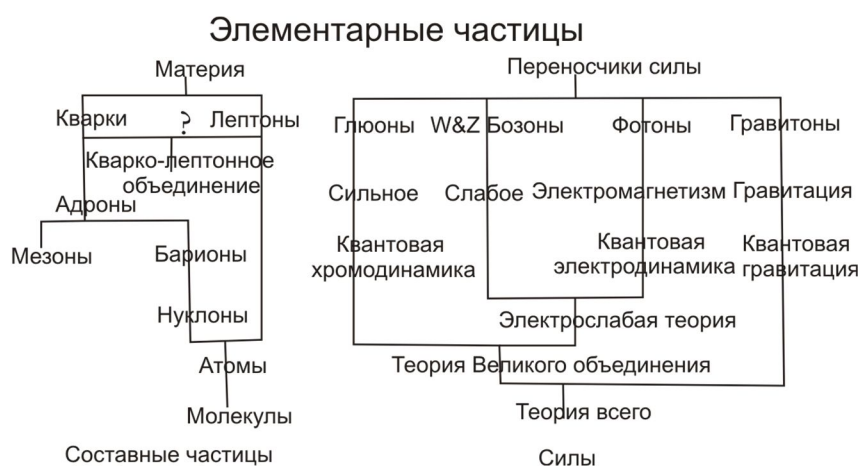 Элементарные частицы
Материя
Кварки ? Лептоны
Кварко-лептонное
объединение
Адроны
Мезоны
Барионы
Нуклоны
Атомы
Молекулы
Составные частицы
Переносчики силы
Глюоны W&Z Бозоны Фотоны Гравитоны
Сильное Слабое Электромагнетизм Гравитация
Квантовая
хромодинамика
Квантовая
электродинамика
Квантовая
гравитация
Электрослабая теория
Теория Великого объединения
Теория всего
Силы